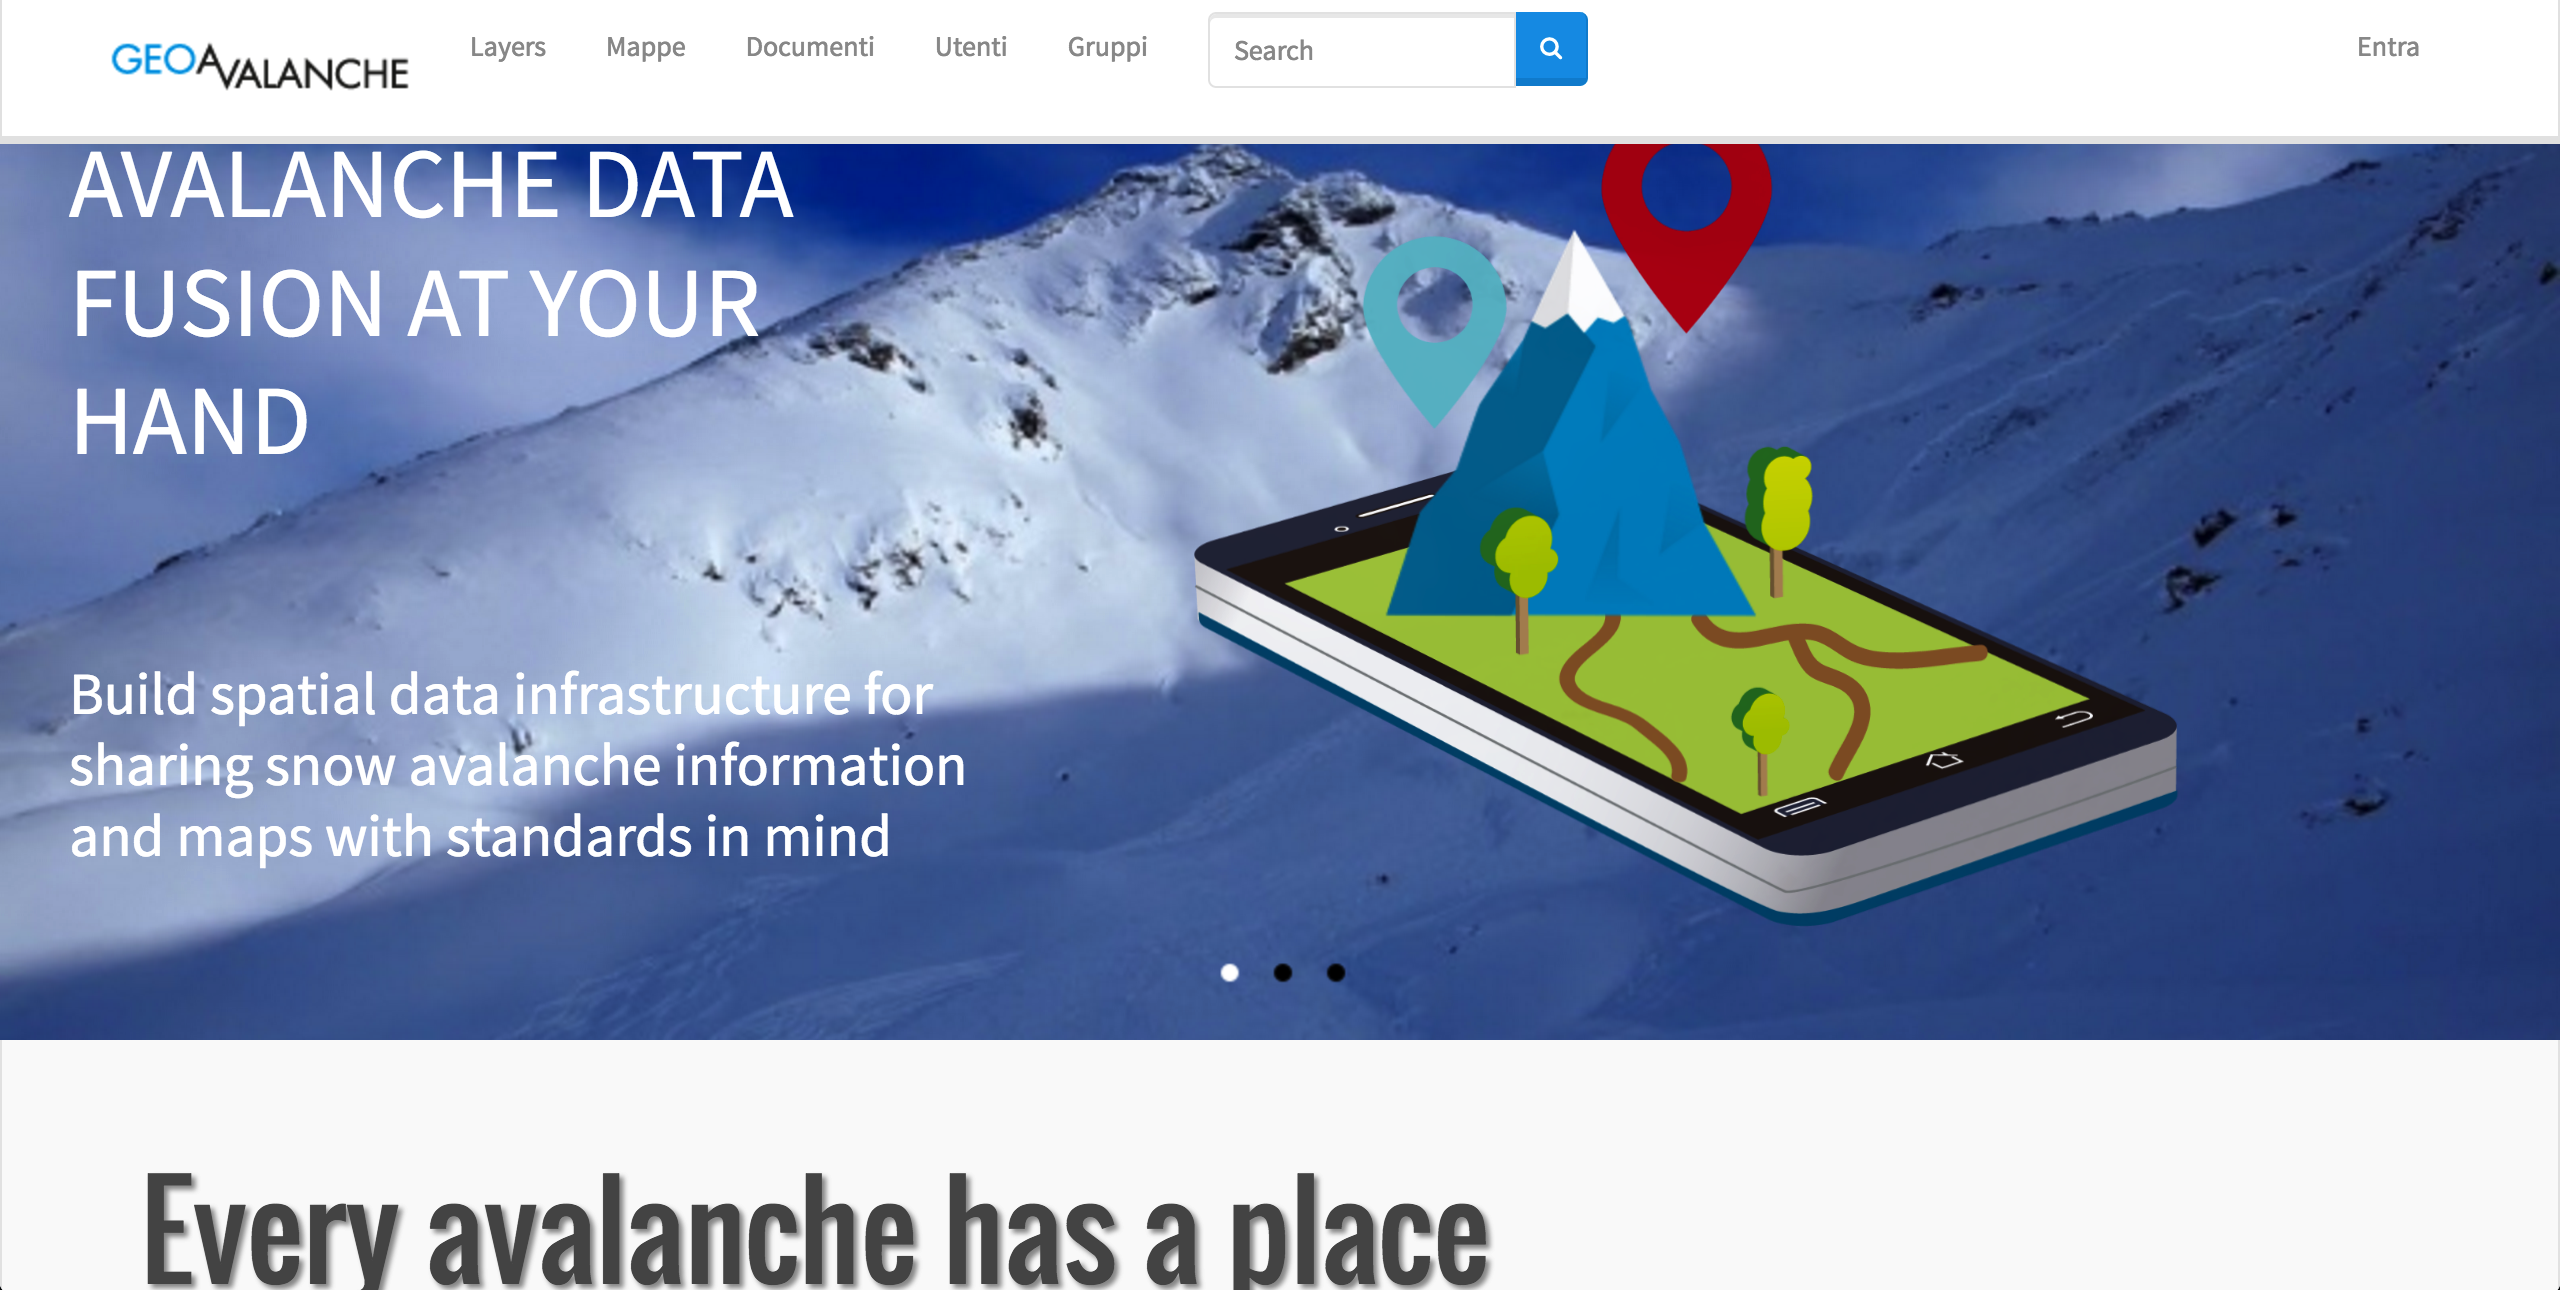 GEOAVALANCHE
Layers
Mappe
Documenti
Utenti
Gruppi
Search
Entra
AVALANCHE DATA
FUSION AT YOUR
HAND
Build spatial data infrastructure for
sharing snow avalanche information
and maps with standards in mind
Every avalanche has a place